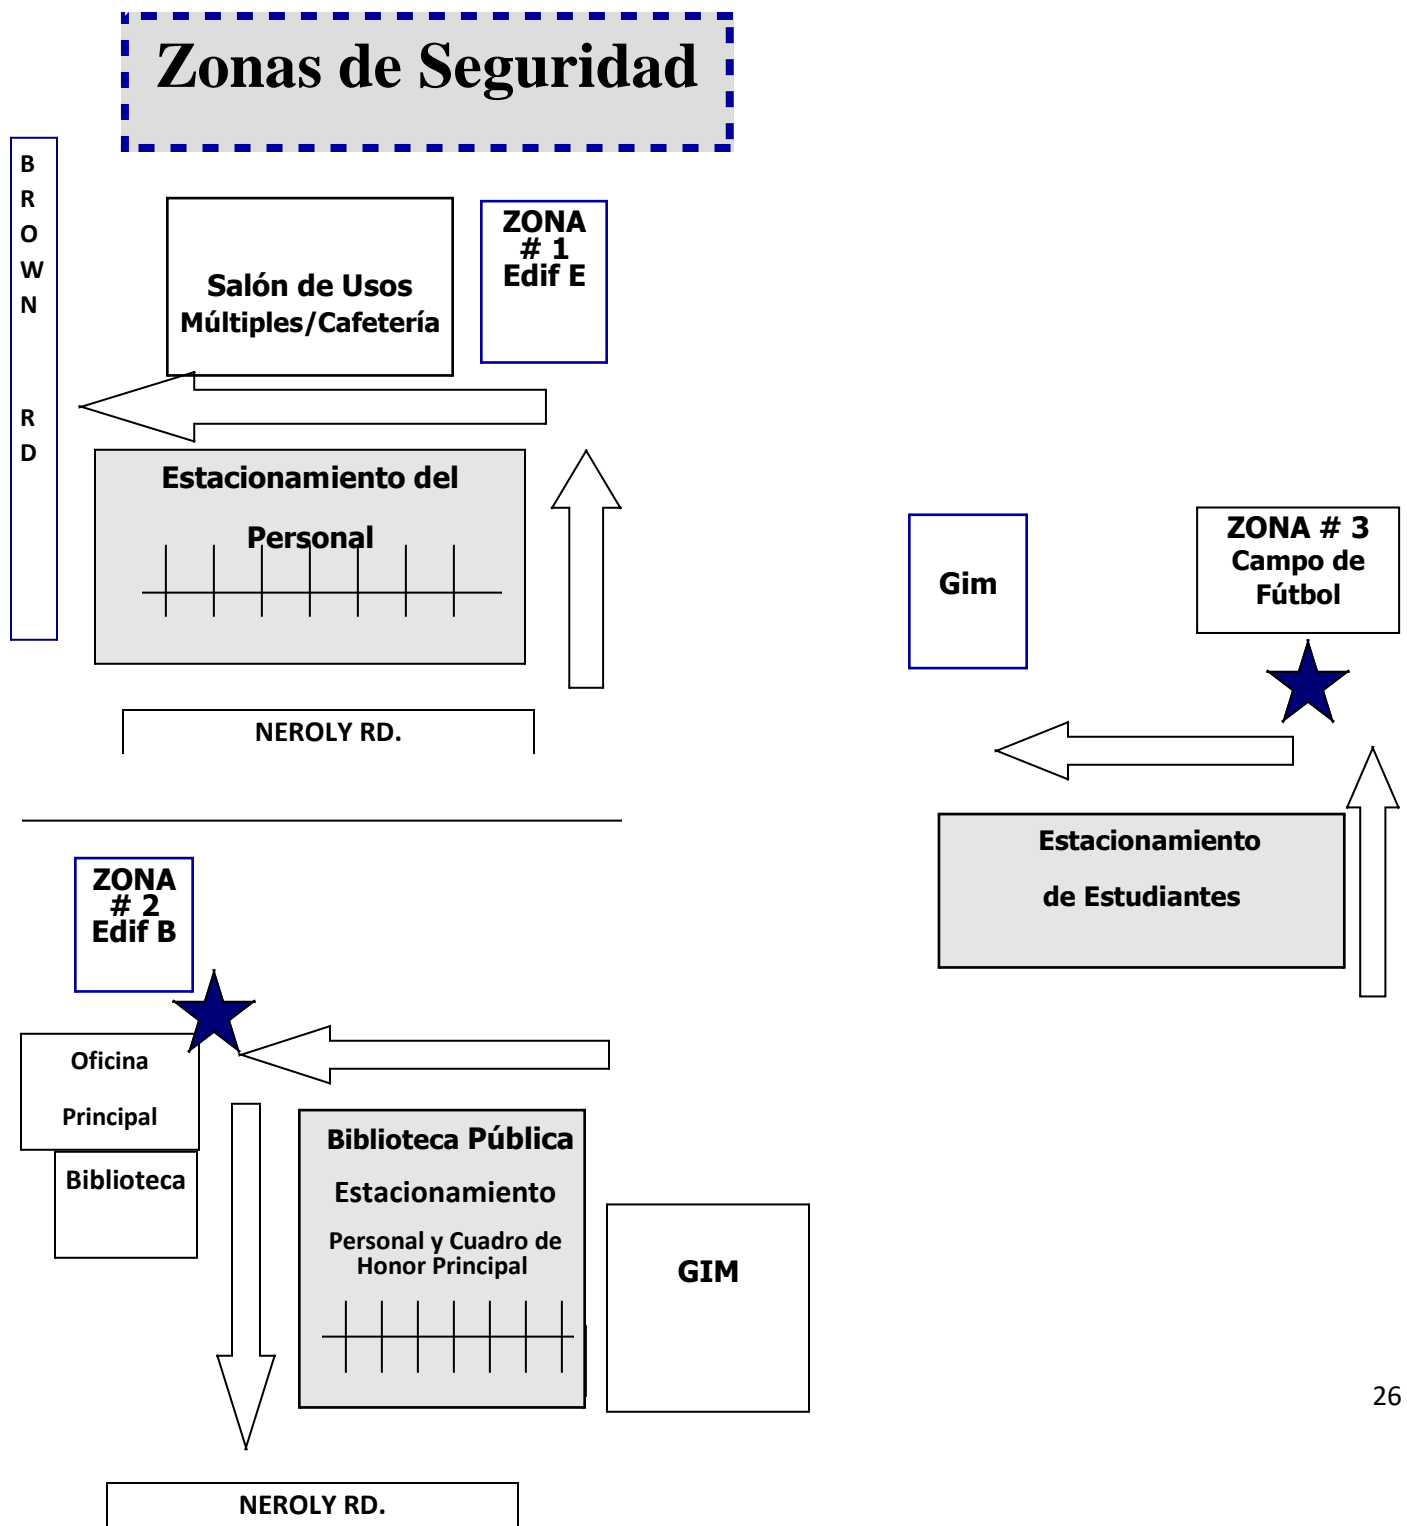 Zonas de Seguridad
BROWN RD
Salón de Usos
Múltiples/Cafetería
ZONA
# 1
Edif E
Estacionamiento del
Personal
NEROLY RD.
Gim
ZONA # 3
Campo de
Fútbol
Estacionamiento
de Estudiantes
ZONA
# 2
Edif B
Oficina
Principal
Biblioteca
Biblioteca Pública
Estacionamiento
Personal y Cuadro de
Honor Principal
GIM
NEROLY RD.
26